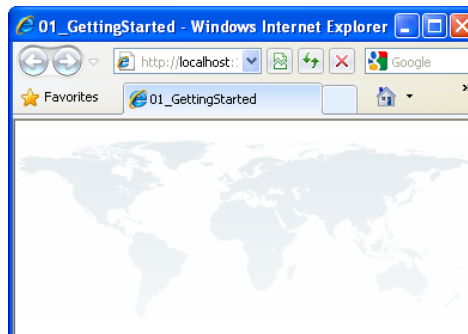 01_GettingStarted - Windows Internet Explorer
http://localhost:
Google
Favorites
01_GettingStarted
»